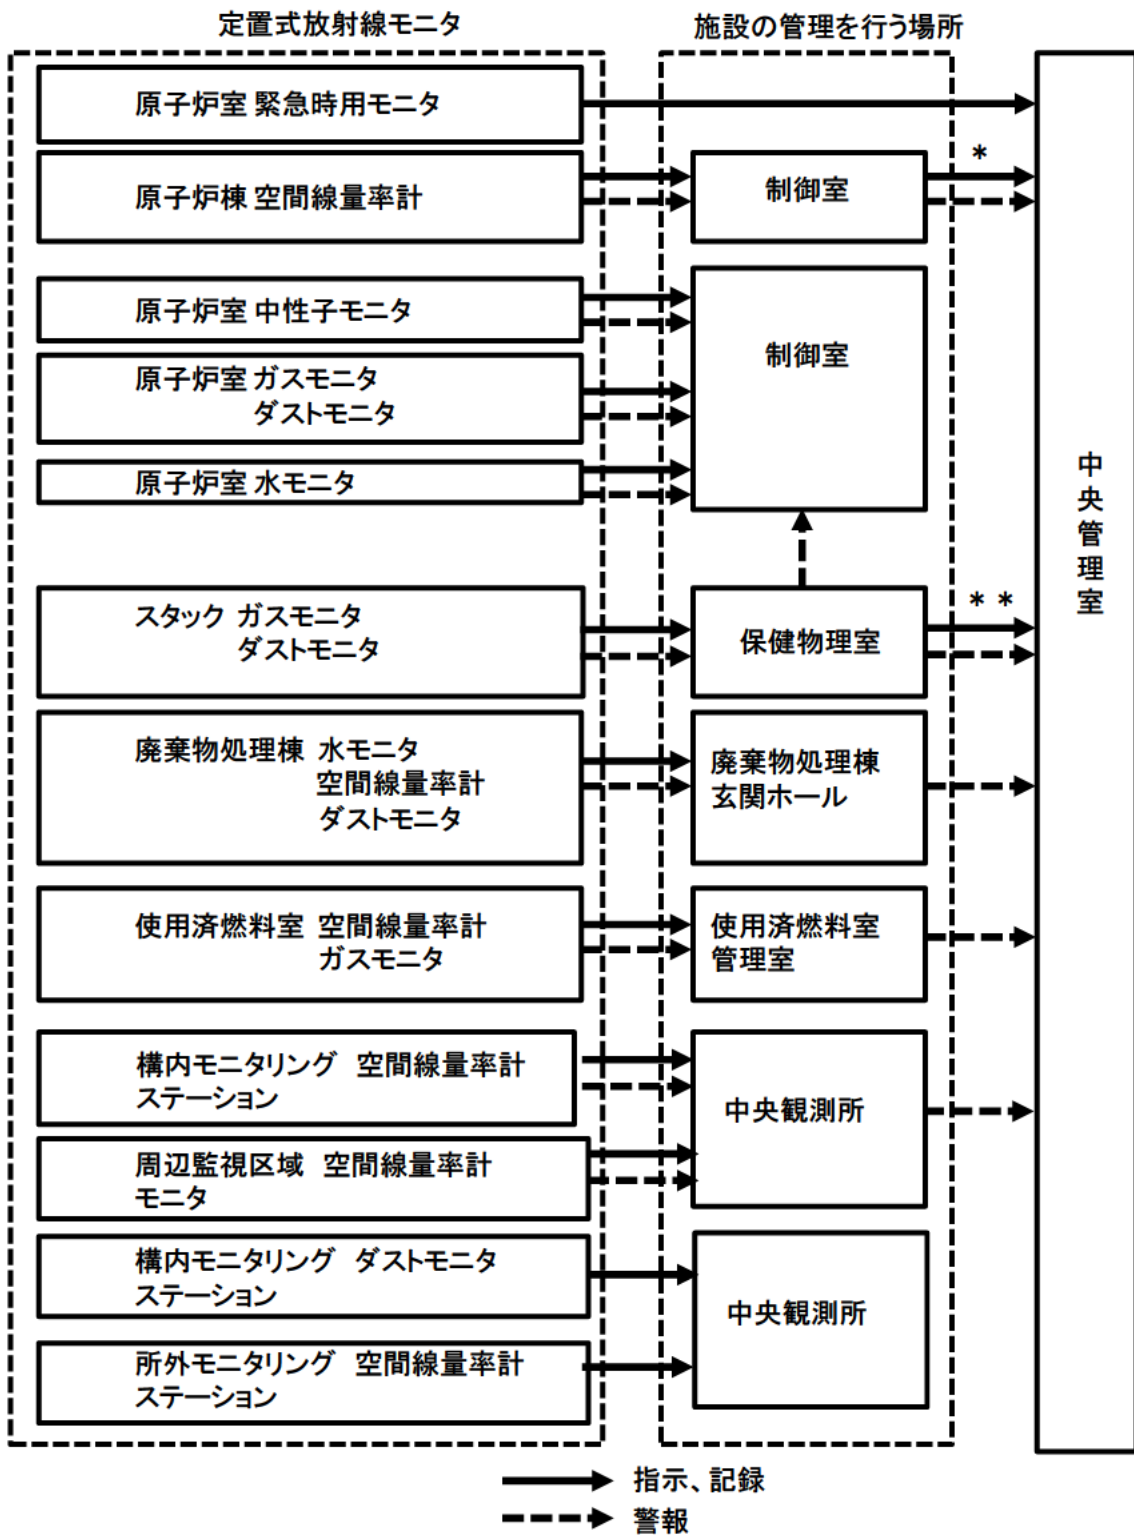 定置式放射線モニタ
施設の管理を行う場所
原子炉室 緊急時用モニタ
原子炉棟 空間線量率計
制御室
*
原子炉室 中性子モニタ
制御室
原子炉室 ガスモニタ
ダストモニタ
原子炉室 水モニタ
中央管理室
スタック ガスモニタ
ダストモニタ
保健物理室
**
廃棄物処理棟 水モニタ
空間線量率計
ダストモニタ
廃棄物処理棟
玄関ホール
使用済燃料室 空間線量率計
ガスモニタ
使用済燃料室
管理室
構内モニタリング 空間線量率計
ステーション
中央観測所
周辺監視区域 空間線量率計
モニタ
構内モニタリング ダストモニタ
ステーション
中央観測所
所外モニタリング 空間線量率計
ステーション
指示、記録
警報